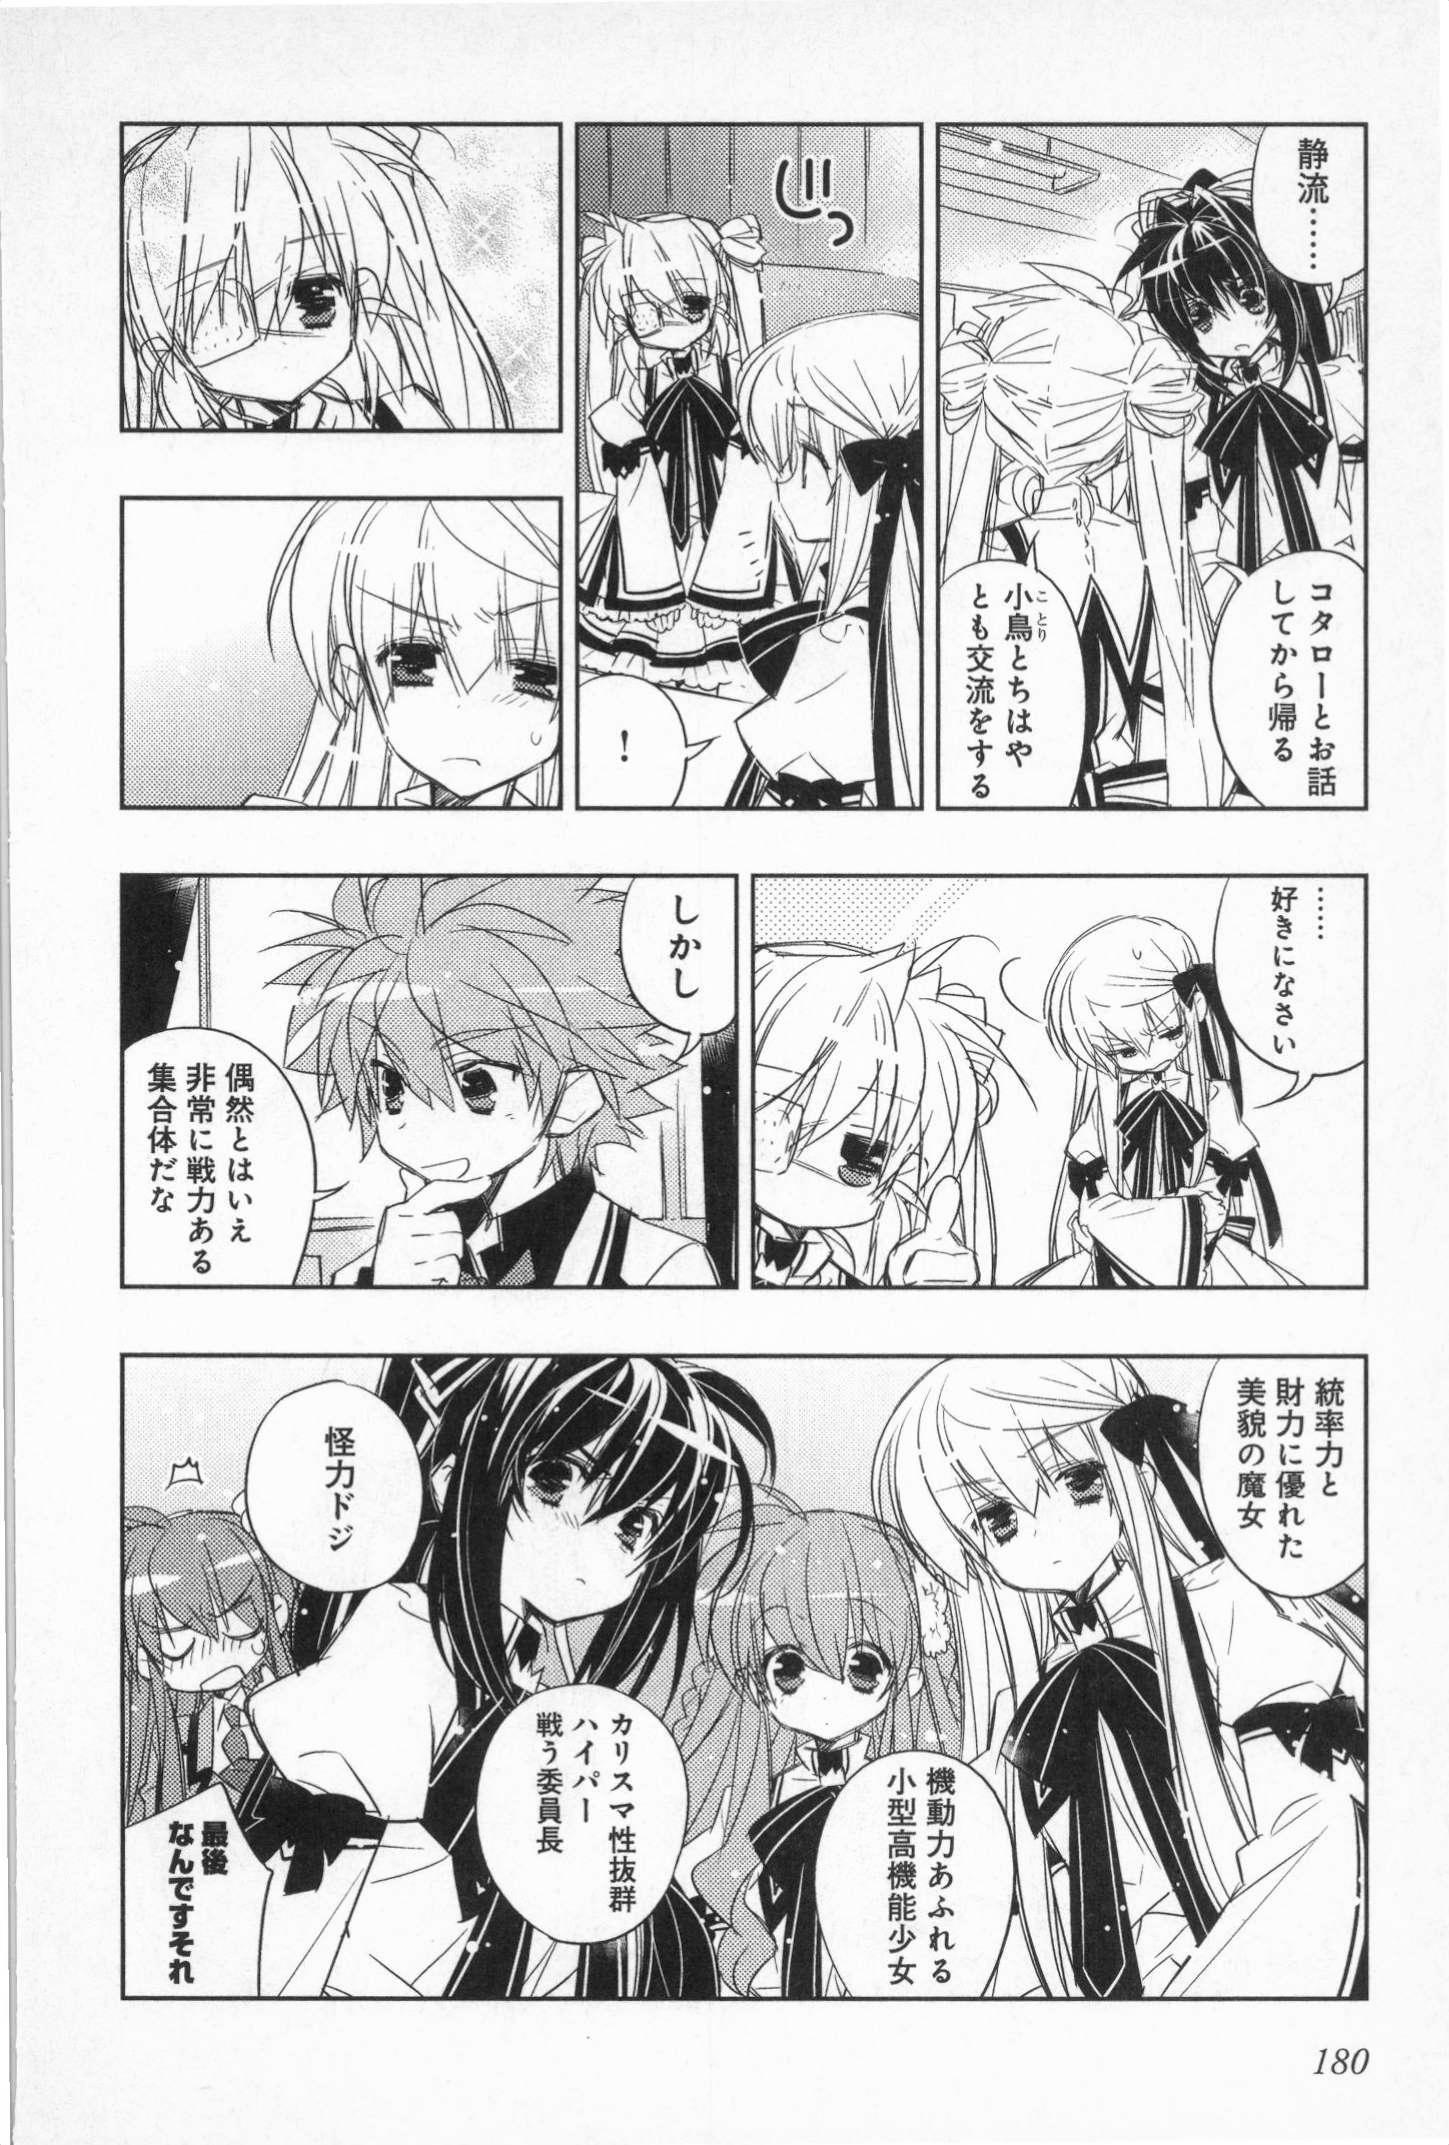 静流……
コタローとお話
してから帰る
小鳥とちはや
とも交流をする
ことり
じっ
！
……
好きになさい
しかし
偶然とはいえ
非常に戦力ある
集合体だな
統率力と
財力に優れた
美貌の魔女
機動力あふれる
小型高機能少女
カリスマ性抜群
ハイパー
戦う委員長
怪力ドジ
最後
なんですそれ
180